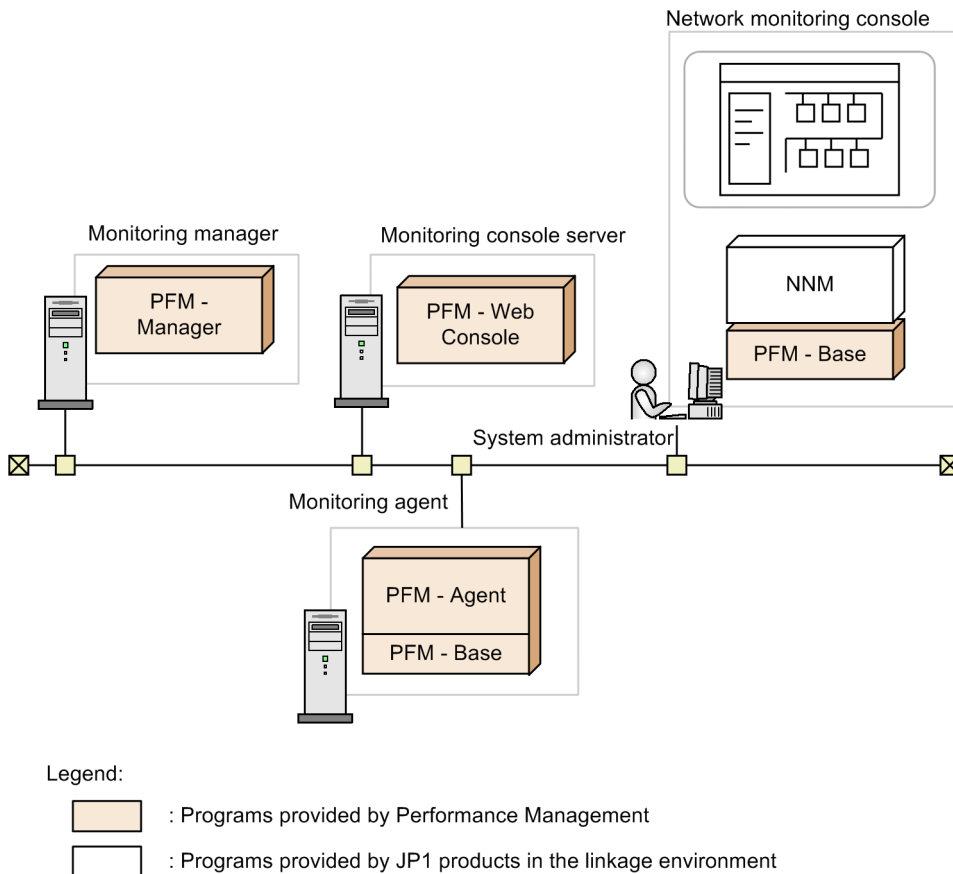 Network monitoring console
Monitoring manager
Monitoring console server
PFM -
Manager
PFM - Web
Console
NNM
PFM - Base
System administrator
Monitoring agent
PFM - Agent
PFM - Base
Legend:
: Programs provided by Performance Management
: Programs provided by JP1 products in the linkage environment